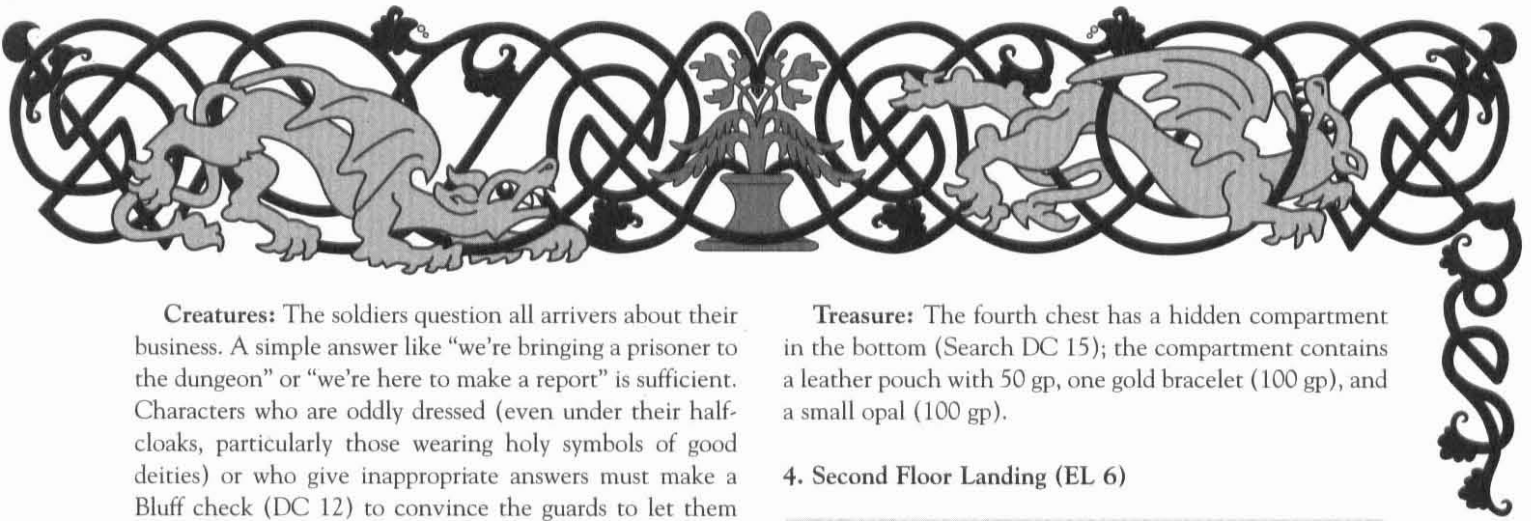 Creatures: The soldiers question all arrivers about their
business. A simple answer like "we're bringing a prisoner to
the dungeon" or "we're here to make a report" is sufficient.
Characters who are oddly dressed (even under their half-
cloaks, particularly those wearing holy symbols of good
deities) or who give inappropriate answers must make a
Bluff check (DC 12) to convince the guards to let them
Treasure: The fourth chest has a hidden compartment
in the bottom (Search DC 15); the compartment contains
a leather pouch with 50 gp, one gold bracelet (100 gp), and
a small opal (100 gp).
4. Second Floor Landing (EL 6)